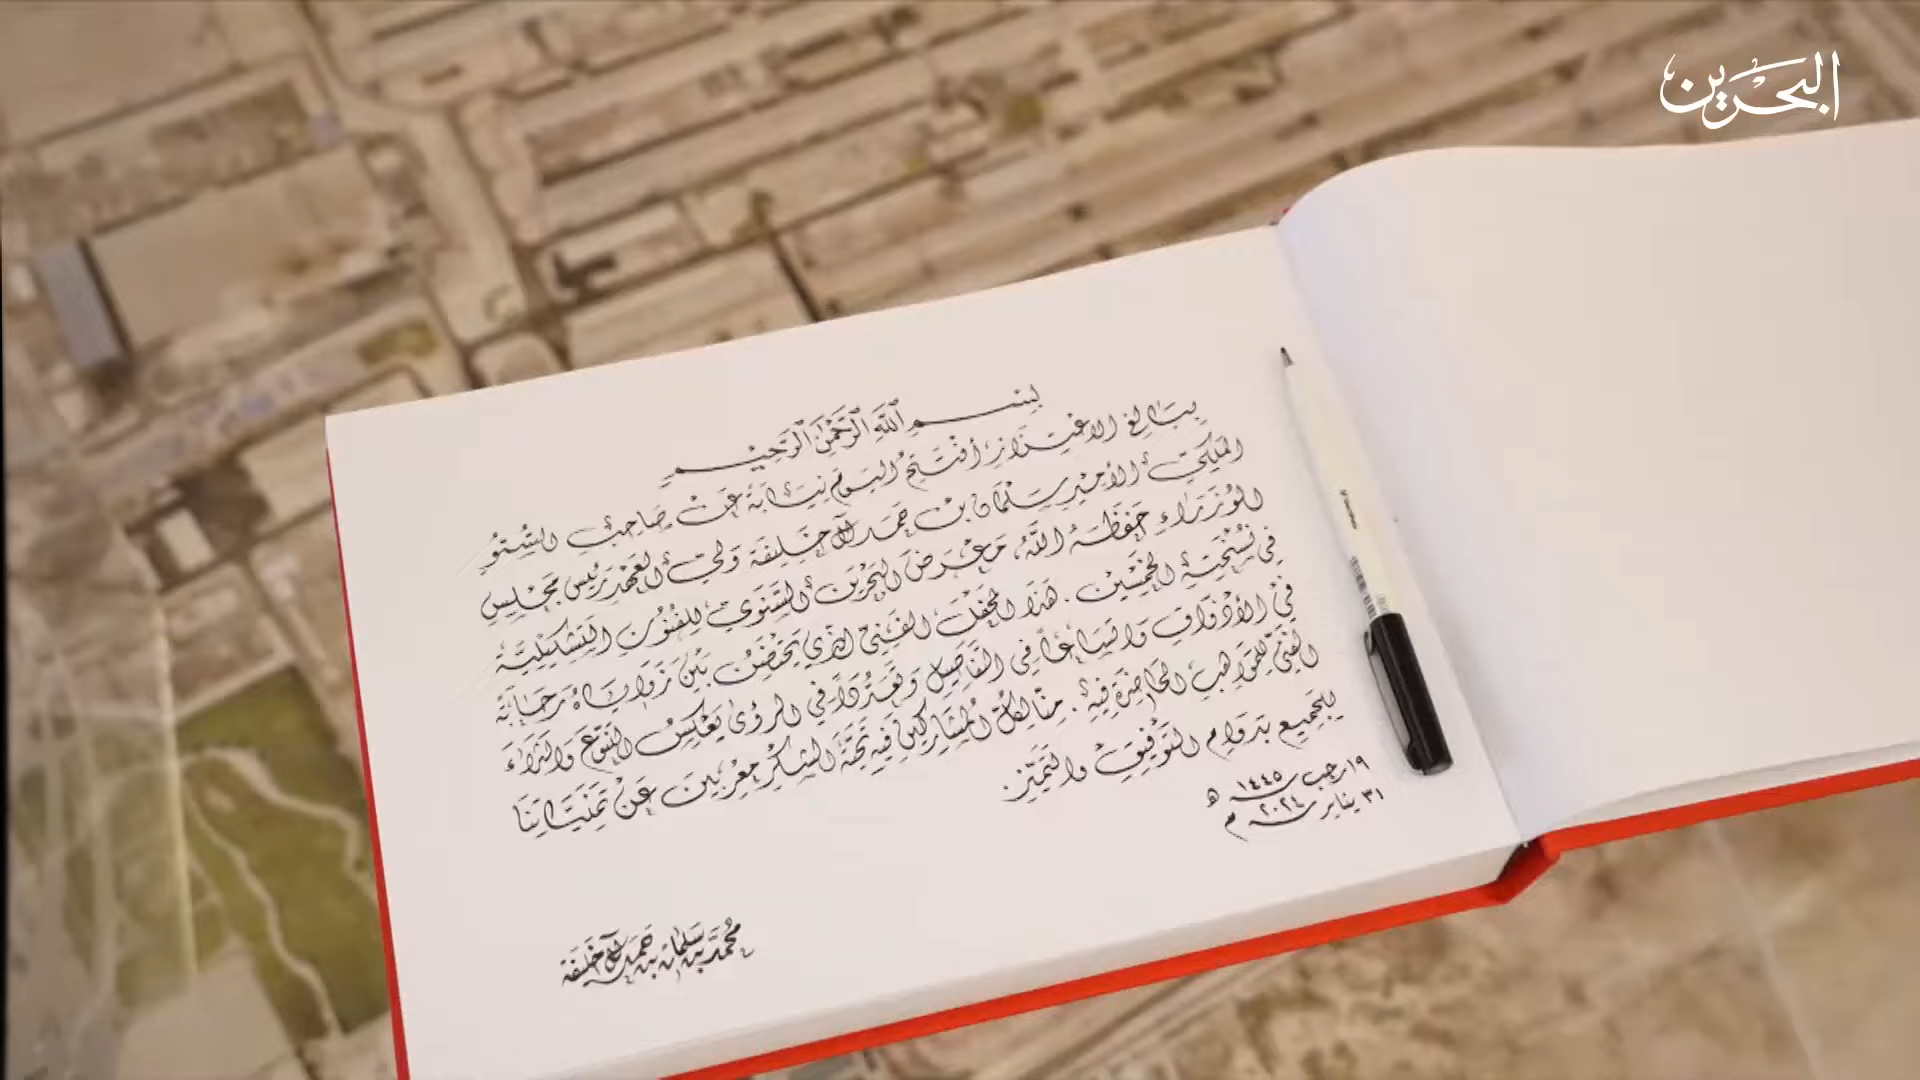 البحرين
بسم الله الرحمن الرحيم
ببالغ الاعتزاز أفتتح اليوم نيابة عن صاحب السمو
الملكي الأمير سلمان بن حمد آل خليفة ولي العهد رئيس مجلس
الوزراء حفظه الله، معرض البحرين السنوي للفنون التشكيلية
في نسخته الخمسين. هذا المحفل الفني الذي يحتضن بين زواياه رحابة
في الأذواق واتساعاً في التفاصيل وتعدداً في الرؤى يعكس التنوع والثراء
الفني للمواهب الحاضرة فيه. منّا لكل المشاركين فيه تحية الشكر معربين عن تمنياتنا
للجميع بدوام التوفيق والتميز.
١٩ رجب ١٤٤٥ هـ
٣١ يناير ٢٠٢٤ م
محمد بن سلمان بن حمد آل خليفة